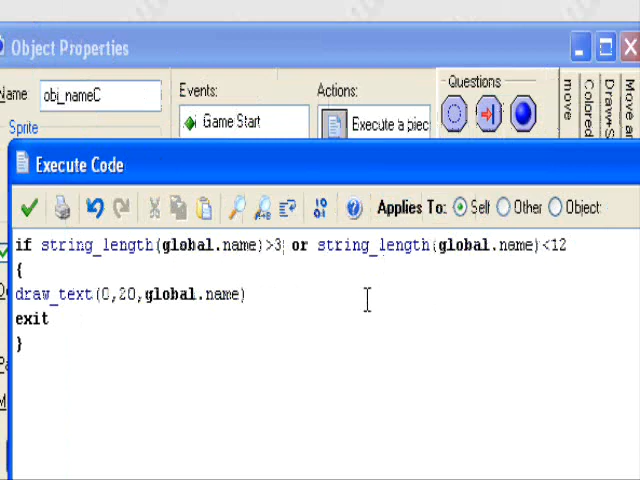 Object Properties
Name: obj_nameC
Events:
Actions:
Questions
Sprite
Game Start
Execute a piec
move
Colored
Draw+S
Move an
Execute Code
Applies To: Self Other Object:
if string_length(global.name)>3 or string_length(global.name)<12
{
draw_text(0,20,global.name)
exit
}